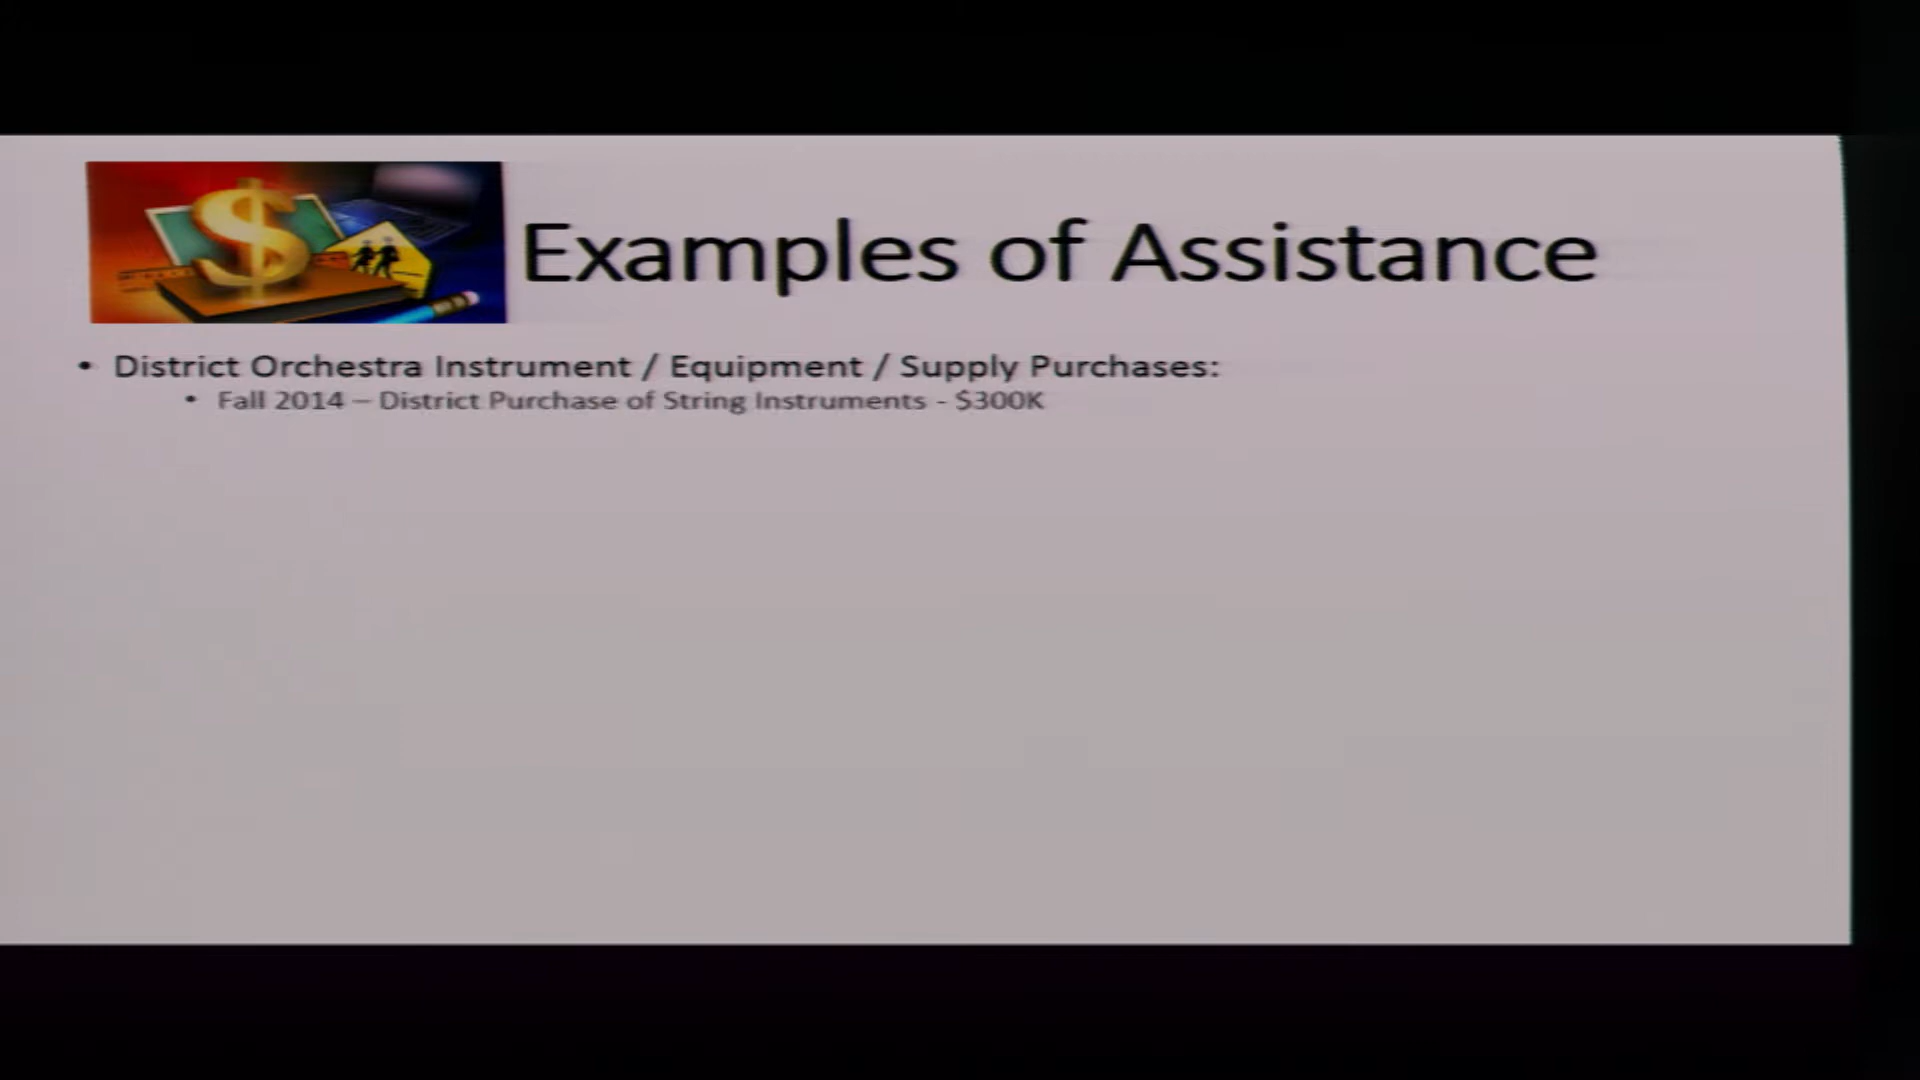 Examples of Assistance
• District Orchestra Instrument / Equipment / Supply Purchases:
• Fall 2014 – District Purchase of String Instruments - $300K